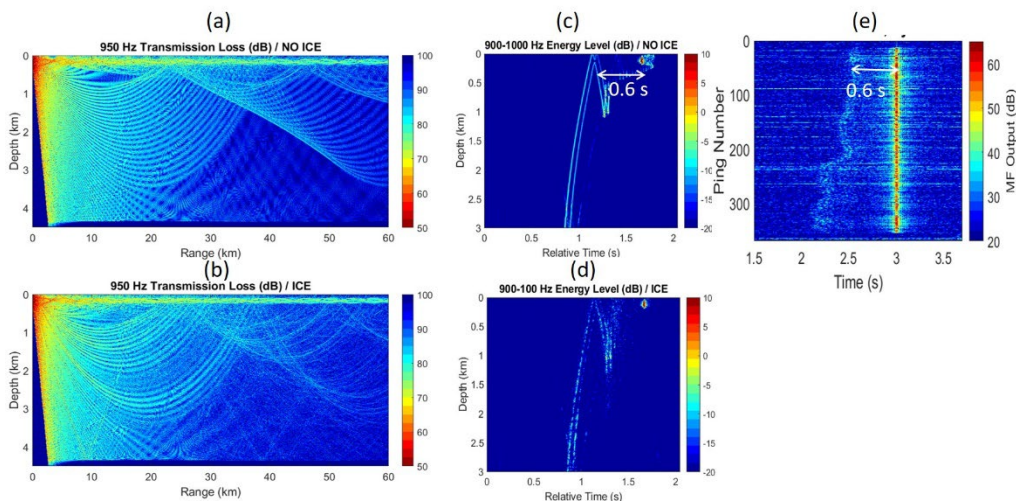 (a)
950 Hz Transmission Loss (dB) / NO ICE
0
1
2
3
4
Depth (km)
0 10 20 30 40 50 60
Range (km)
100
90
80
70
60
50
(b)
950 Hz Transmission Loss (dB) / ICE
0
1
2
3
4
Depth (km)
0 10 20 30 40 50 60
Range (km)
100
90
80
70
60
50
(c)
900-1000 Hz Energy Level (dB) / NO ICE
0
0.5
1
1.5
2
2.5
3
Depth (km)
0.6 s
0 0.5 1 1.5 2
Relative Time (s)
10
5
0
-5
-10
-15
-20
(d)
900-100 Hz Energy Level (dB) / ICE
0
0.5
1
1.5
2
2.5
3
Depth (km)
0 0.5 1 1.5 2
Relative Time (s)
10
5
0
-5
-10
-15
-20
(e)
0
100
200
300
Ping Number
0.6 s
1.5 2 2.5 3 3.5
Time (s)
60
50
40
30
20
MF Output (dB)